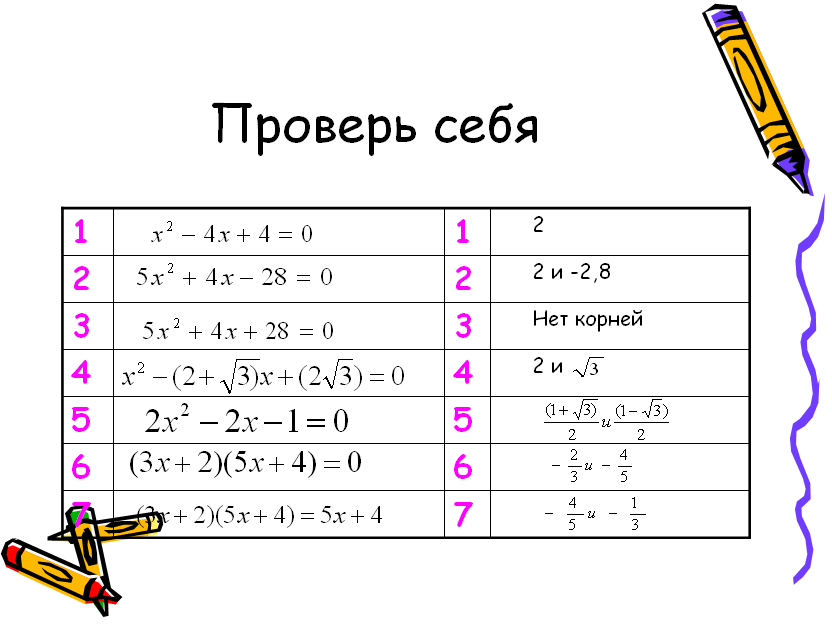 Проверь себя
1 x² − 4x + 4 = 0 1 2
2 5x² + 4x − 28 = 0 2 2 и -2,8
3 5x² + 4x + 28 = 0 3 Нет корней
4 x² − (2 + √3)x + (2√3) = 0 4 2 и √3
5 2x² − 2x − 1 = 0 5 (1 + √3)/2 и (1 − √3)/2
6 (3x + 2)(5x + 4) = 0 6 − 2/3 и − 4/5
7 (3x + 2)(5x + 4) = 5x + 4 7 − 4/5 и − 1/3